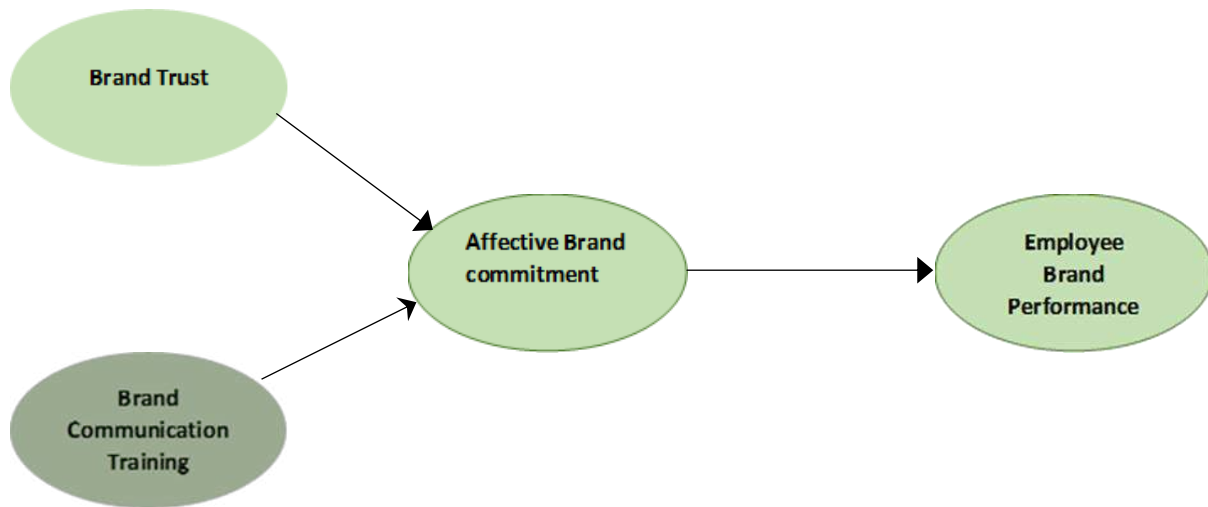 Brand Trust
Affective Brand
commitment
Employee
Brand
Performance
Brand
Communication
Training